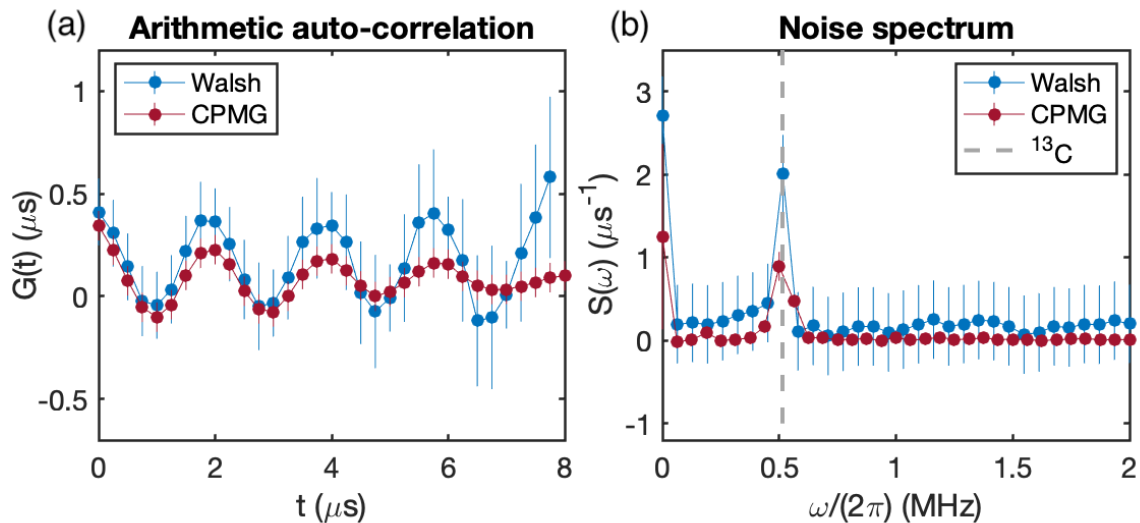 (a) Arithmetic auto-correlation
Walsh
CPMG
G(t) (μs)
1
0.5
0
-0.5
0 2 4 6 8
t (μs)
(b) Noise spectrum
Walsh
CPMG
¹³C
S(ω) (μs⁻¹)
3
2
1
0
-1
0 0.5 1 1.5 2
ω/(2π) (MHz)